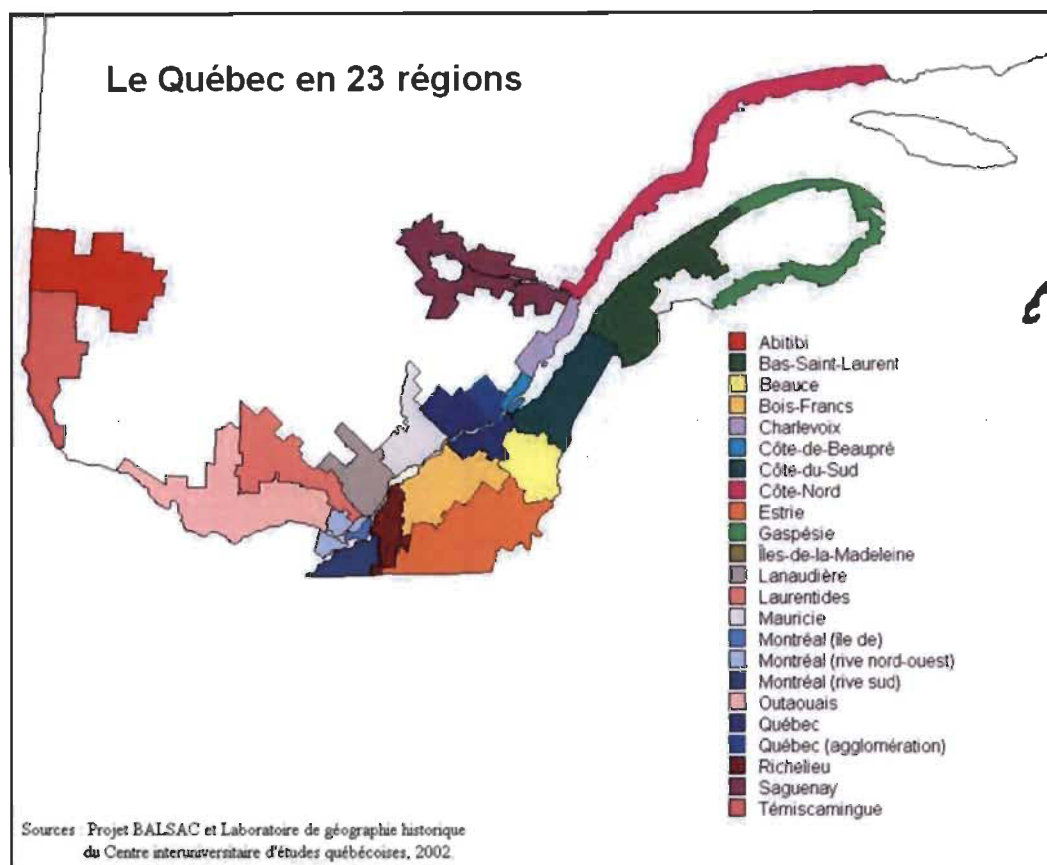 Le Québec en 23 régions
Abitibi
Bas-Saint-Laurent
Beauce
Bois-Francs
Charlevoix
Côte-de-Beaupré
Côte-du-Sud
Côte-Nord
Estrie
Gaspésie
Îles-de-la-Madeleine
Lanaudière
Laurentides
Mauricie
Montréal (île de)
Montréal (rive nord-ouest)
Montréal (rive sud)
Outaouais
Québec
Québec (agglomération)
Richelieu
Saguenay
Témiscamingue
Sources : Projet BALSAC et Laboratoire de géographie historique
du Centre interuniversitaire d'études québécoises, 2002